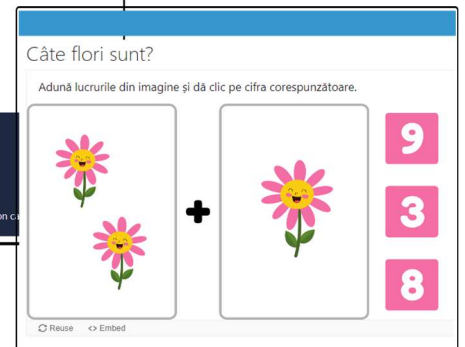 Câte flori sunt?
Adună lucrurile din imagine și dă clic pe cifra corespunzătoare.
9
+
3
8
Reuse <> Embed